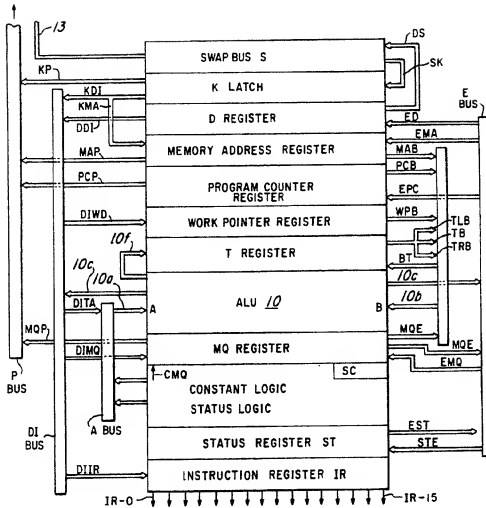 13
DS
SWAP BUS S
SK
KP
K LATCH
KDI
E
BUS
KMA
D REGISTER
ED
DDI
EMA
MEMORY ADDRESS REGISTER
MAP
MAB
PCB
PCP
PROGRAM COUNTER
REGISTER
EPC
DIWD
WORK POINTER REGISTER
WPB
TLB
10f
TB
T REGISTER
TRB
BT
10c
10a
10c
ALU 10
DITA
A
B
10b
MQP
MQE
DIMQ
MQ REGISTER
MQE
EMQ
P
BUS
CMQ
SC
CONSTANT LOGIC
STATUS LOGIC
DI
BUS
A BUS
EST
STATUS REGISTER ST
STE
DIIR
INSTRUCTION REGISTER IR
IR-0
IR-15